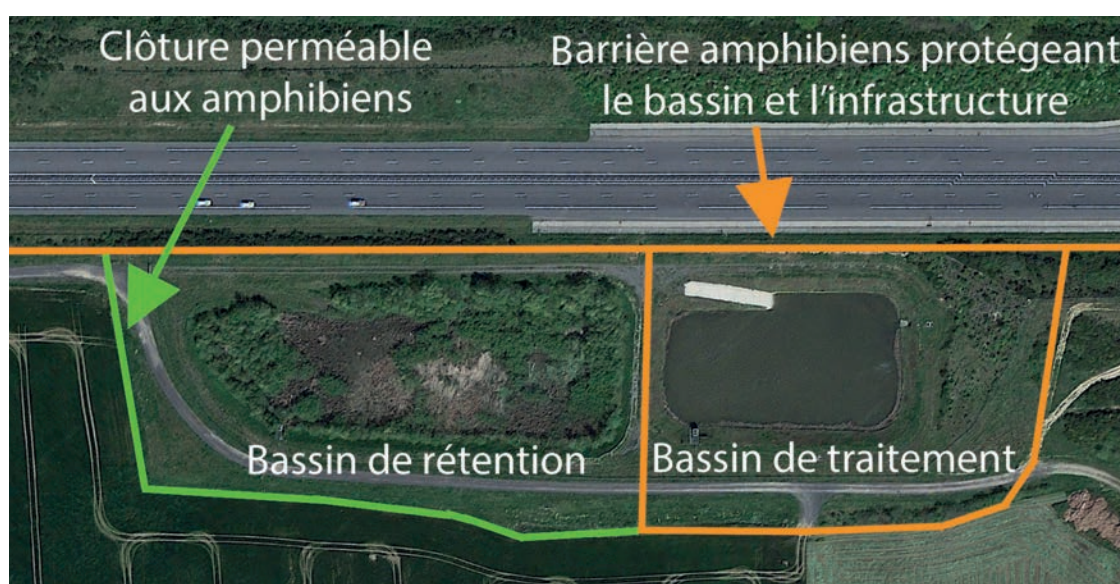 Clôture perméable
aux amphibiens
Barrière amphibiens protégeant
le bassin et l'infrastructure
Bassin de rétention
Bassin de traitement